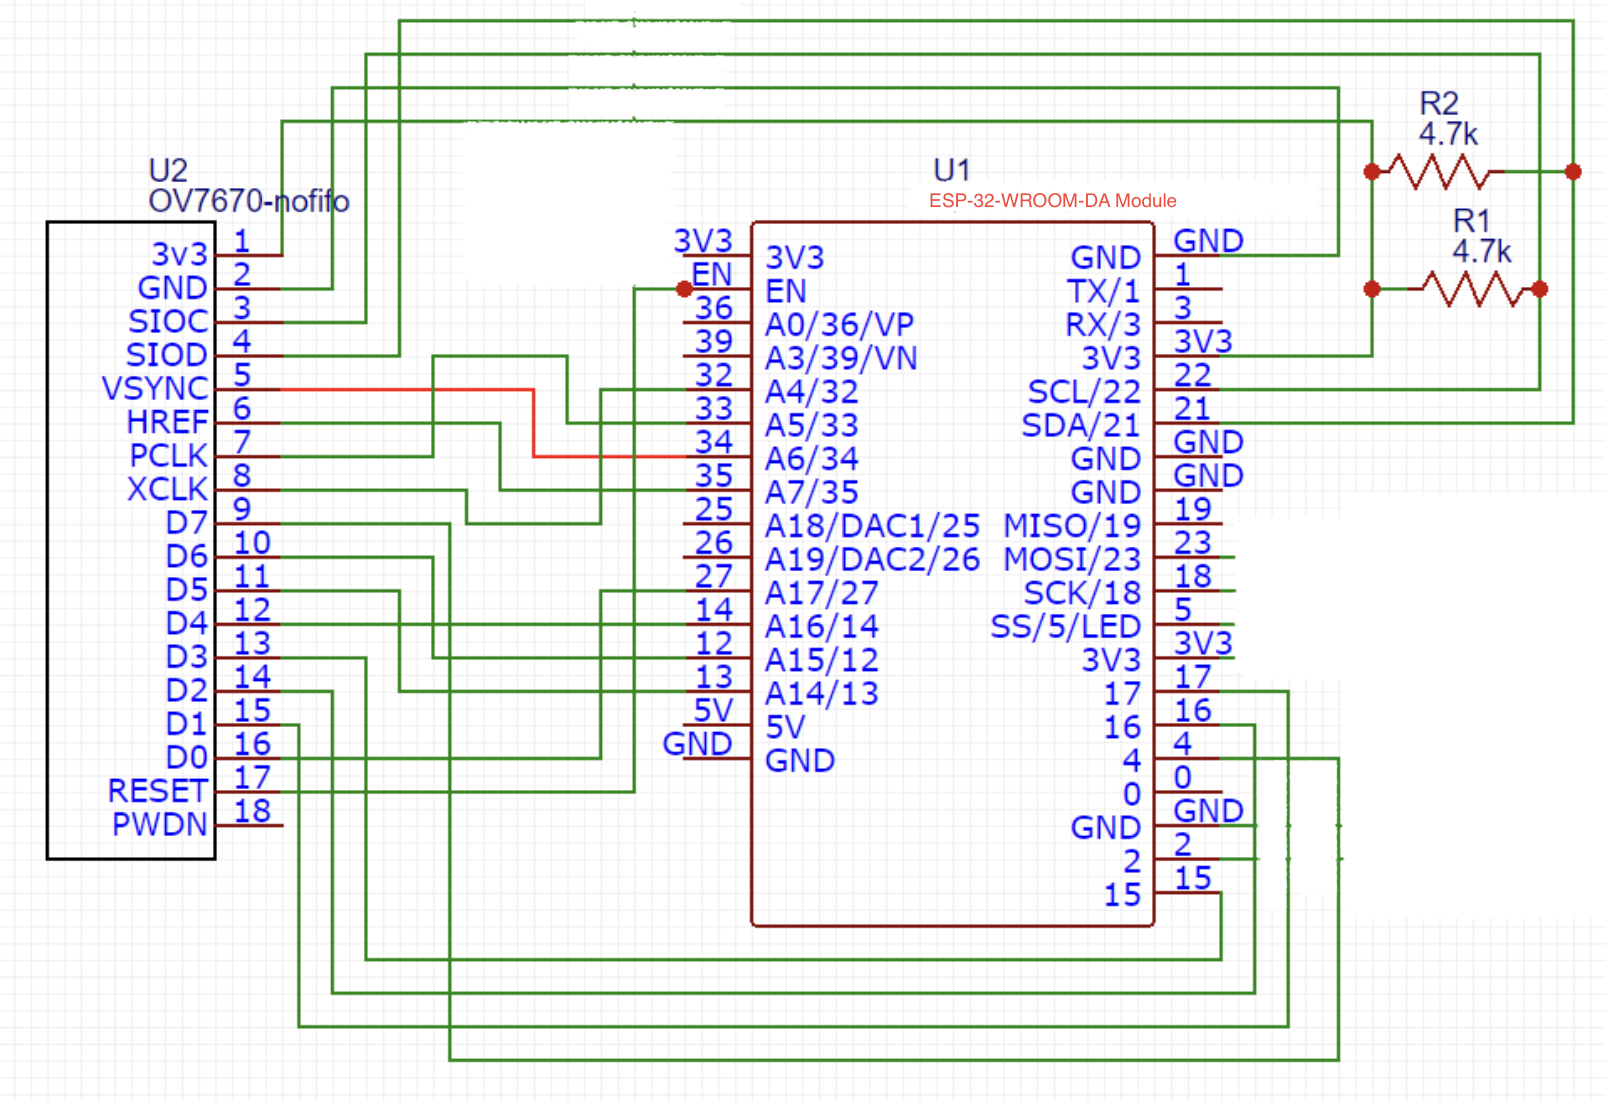 R2
4.7k
U2
OV7670-nofifo
U1
ESP-32-WROOM-DA Module
R1
4.7k
3v3 1
GND 2
SIOC 3
SIOD 4
VSYNC 5
HREF 6
PCLK 7
XCLK 8
D7 9
D6 10
D5 11
D4 12
D3 13
D2 14
D1 15
D0 16
RESET 17
PWDN 18
3V3 3V3
EN EN
36 A0/36/VP
39 A3/39/VN
32 A4/32
33 A5/33
34 A6/34
35 A7/35
25 A18/DAC1/25
26 A19/DAC2/26
27 A17/27
14 A16/14
12 A15/12
13 A14/13
5V 5V
GND GND
GND GND
TX/1 1
RX/3 3
3V3 3V3
SCL/22 22
SDA/21 21
GND GND
GND GND
MISO/19 19
MOSI/23 23
SCK/18 18
SS/5/LED 5
3V3 3V3
17 17
16 16
4 4
0 0
GND GND
2 2
15 15